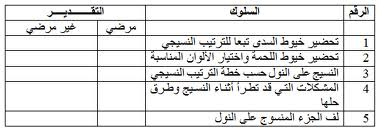 الرقم السلوك التقـــــديـــر
مرضي غير مرضي
1 تحضير خيوط السدى تبعا للترتيب النسيجي
2 تحضير خيوط اللحمة واختيار الألوان المناسبة
3 النسيج على النول حسب خطة الترتيب النسيجي
4 المشكلات التي قد تطرأ أثناء النسيج وطرق
حلها
5 لف الجزء المنسوج على النول